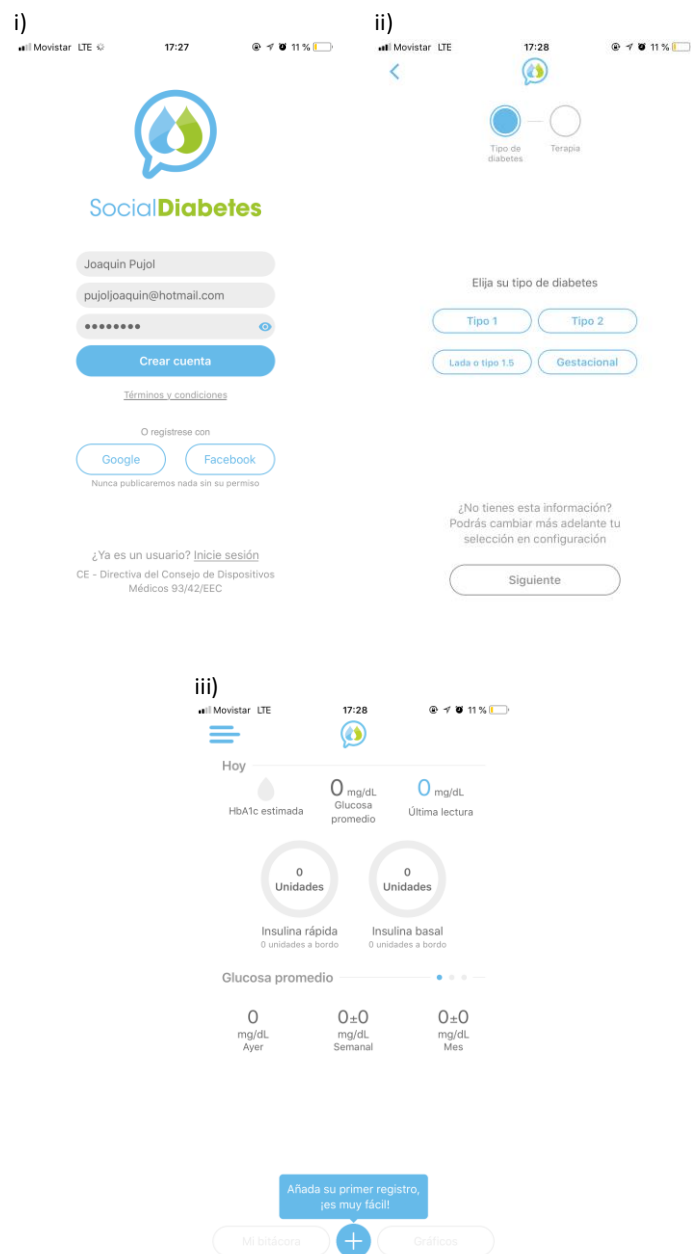 i)
Movistar LTE 17:27 11 %
SocialDiabetes
Joaquin Pujol
pujoljoaquin@hotmail.com
●●●●●●●●
Crear cuenta
Términos y condiciones
O regístrese con
Google Facebook
Nunca publicaremos nada sin su permiso
¿Ya es un usuario? Inicie sesión
CE - Directiva del Consejo de Dispositivos
Médicos 93/42/EEC
ii)
Movistar LTE 17:28 11 %
Tipo de
diabetes
Terapia
Elija su tipo de diabetes
Tipo 1 Tipo 2
Lada o tipo 1.5 Gestacional
¿No tienes esta información?
Podrás cambiar más adelante tu
selección en configuración
Siguiente
iii)
Movistar LTE 17:28 11 %
Hoy
HbA1c estimada
0 mg/dL
Glucosa
promedio
0 mg/dL
Última lectura
0
Unidades
Insulina rápida
0 unidades a bordo
0
Unidades
Insulina basal
0 unidades a bordo
Glucosa promedio
0
mg/dL
Ayer
0±0
mg/dL
Semanal
0±0
mg/dL
Mes
Añada su primer registro,
¡es muy fácil!
Mi bitácora + Gráficos